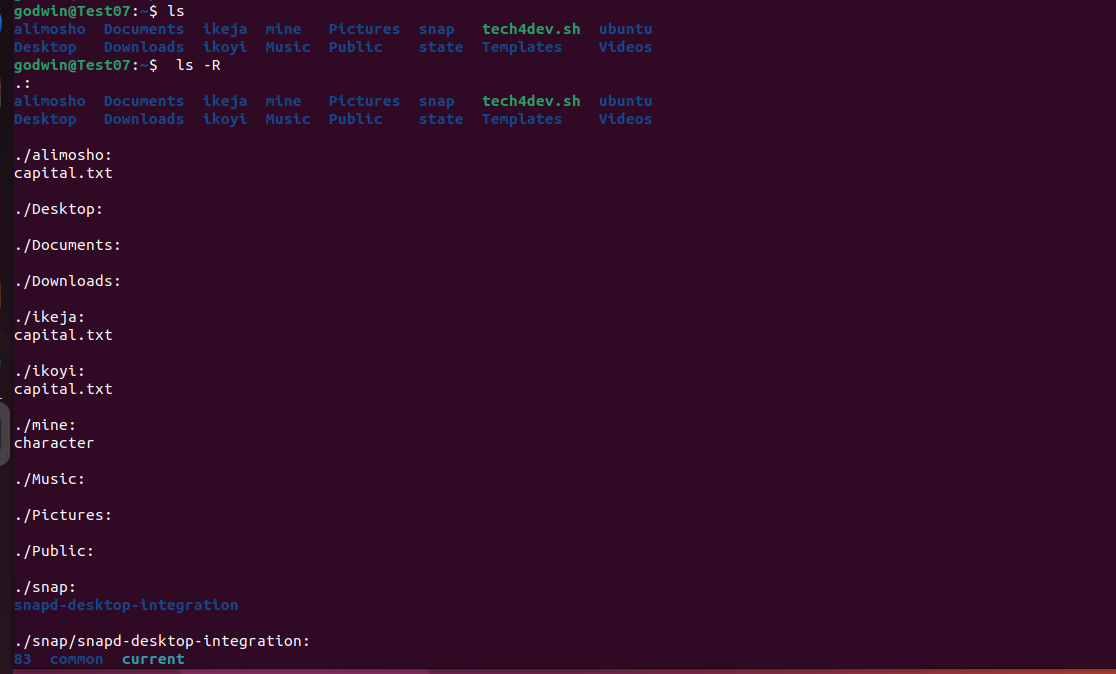 godwin@Test07:~$ ls
alimosho  Documents  ikeja  mine   Pictures  snap   tech4dev.sh  ubuntu
Desktop   Downloads  ikoyi  Music  Public    state  Templates    Videos
godwin@Test07:~$  ls -R
.:
alimosho  Documents  ikeja  mine   Pictures  snap   tech4dev.sh  ubuntu
Desktop   Downloads  ikoyi  Music  Public    state  Templates    Videos

./alimosho:
capital.txt

./Desktop:

./Documents:

./Downloads:

./ikeja:
capital.txt

./ikoyi:
capital.txt

./mine:
character

./Music:

./Pictures:

./Public:

./snap:
snapd-desktop-integration

./snap/snapd-desktop-integration:
83  common  current